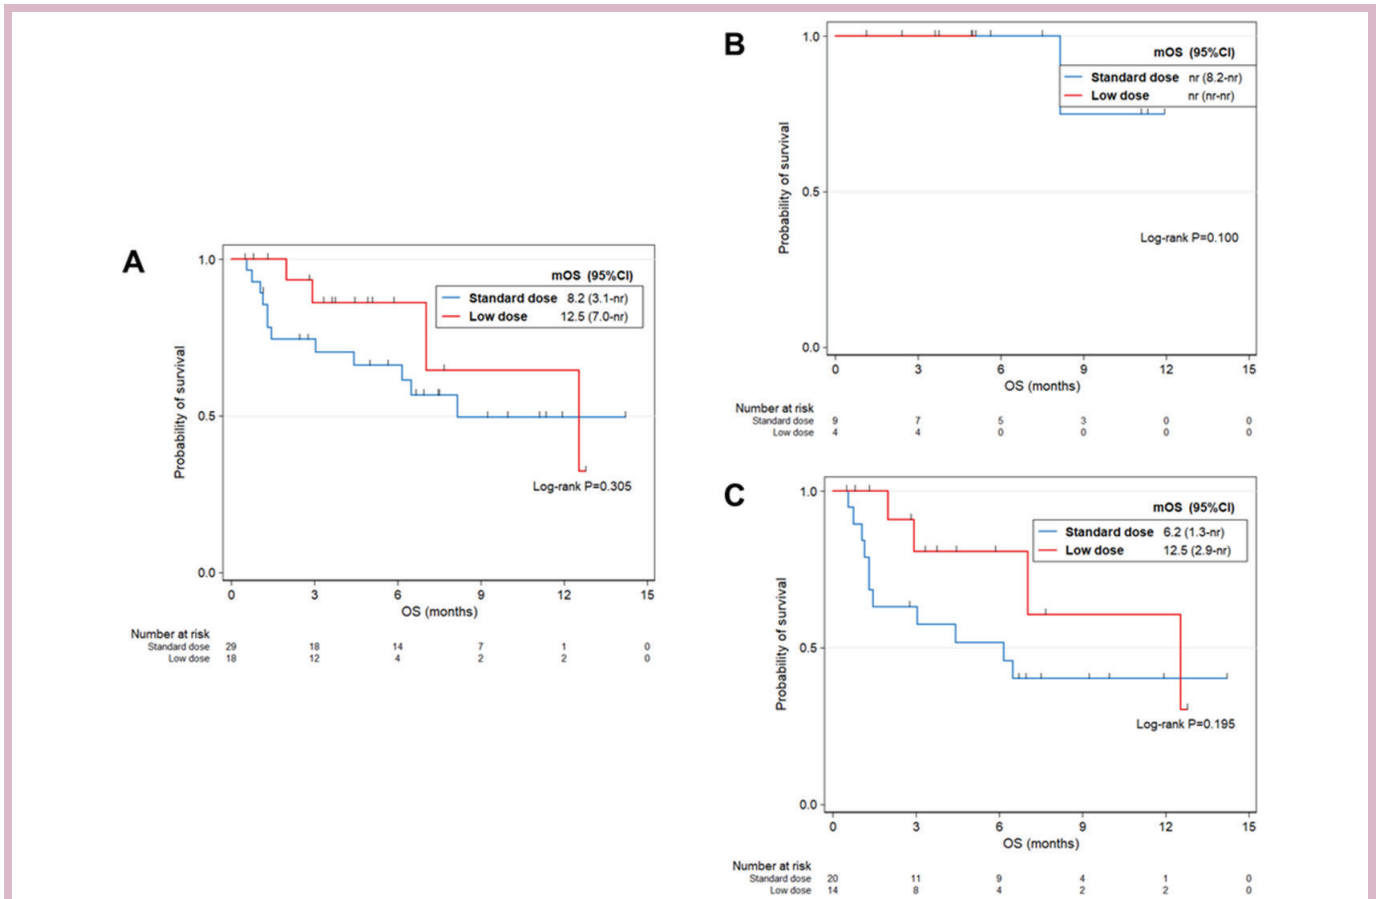 A
1.0
0.5
0.0
Probability of survival
mOS (95%CI)
Standard dose 8.2 (3.1-nr)
Low dose 12.5 (7.0-nr)
Log-rank P=0.305
0 3 6 9 12 15
OS (months)
Number at risk
Standard dose 29 18 14 7 1 0
Low dose 18 12 4 2 2 0
B
1.0
0.5
0.0
Probability of survival
mOS (95%CI)
Standard dose nr (8.2-nr)
Low dose nr (nr-nr)
Log-rank P=0.100
0 3 6 9 12 15
OS (months)
Number at risk
Standard dose 9 7 5 3 0 0
Low dose 4 4 0 0 0 0
C
1.0
0.5
0.0
Probability of survival
mOS (95%CI)
Standard dose 6.2 (1.3-nr)
Low dose 12.5 (2.9-nr)
Log-rank P=0.195
0 3 6 9 12 15
OS (months)
Number at risk
Standard dose 20 11 9 4 1 0
Low dose 14 8 4 2 2 0